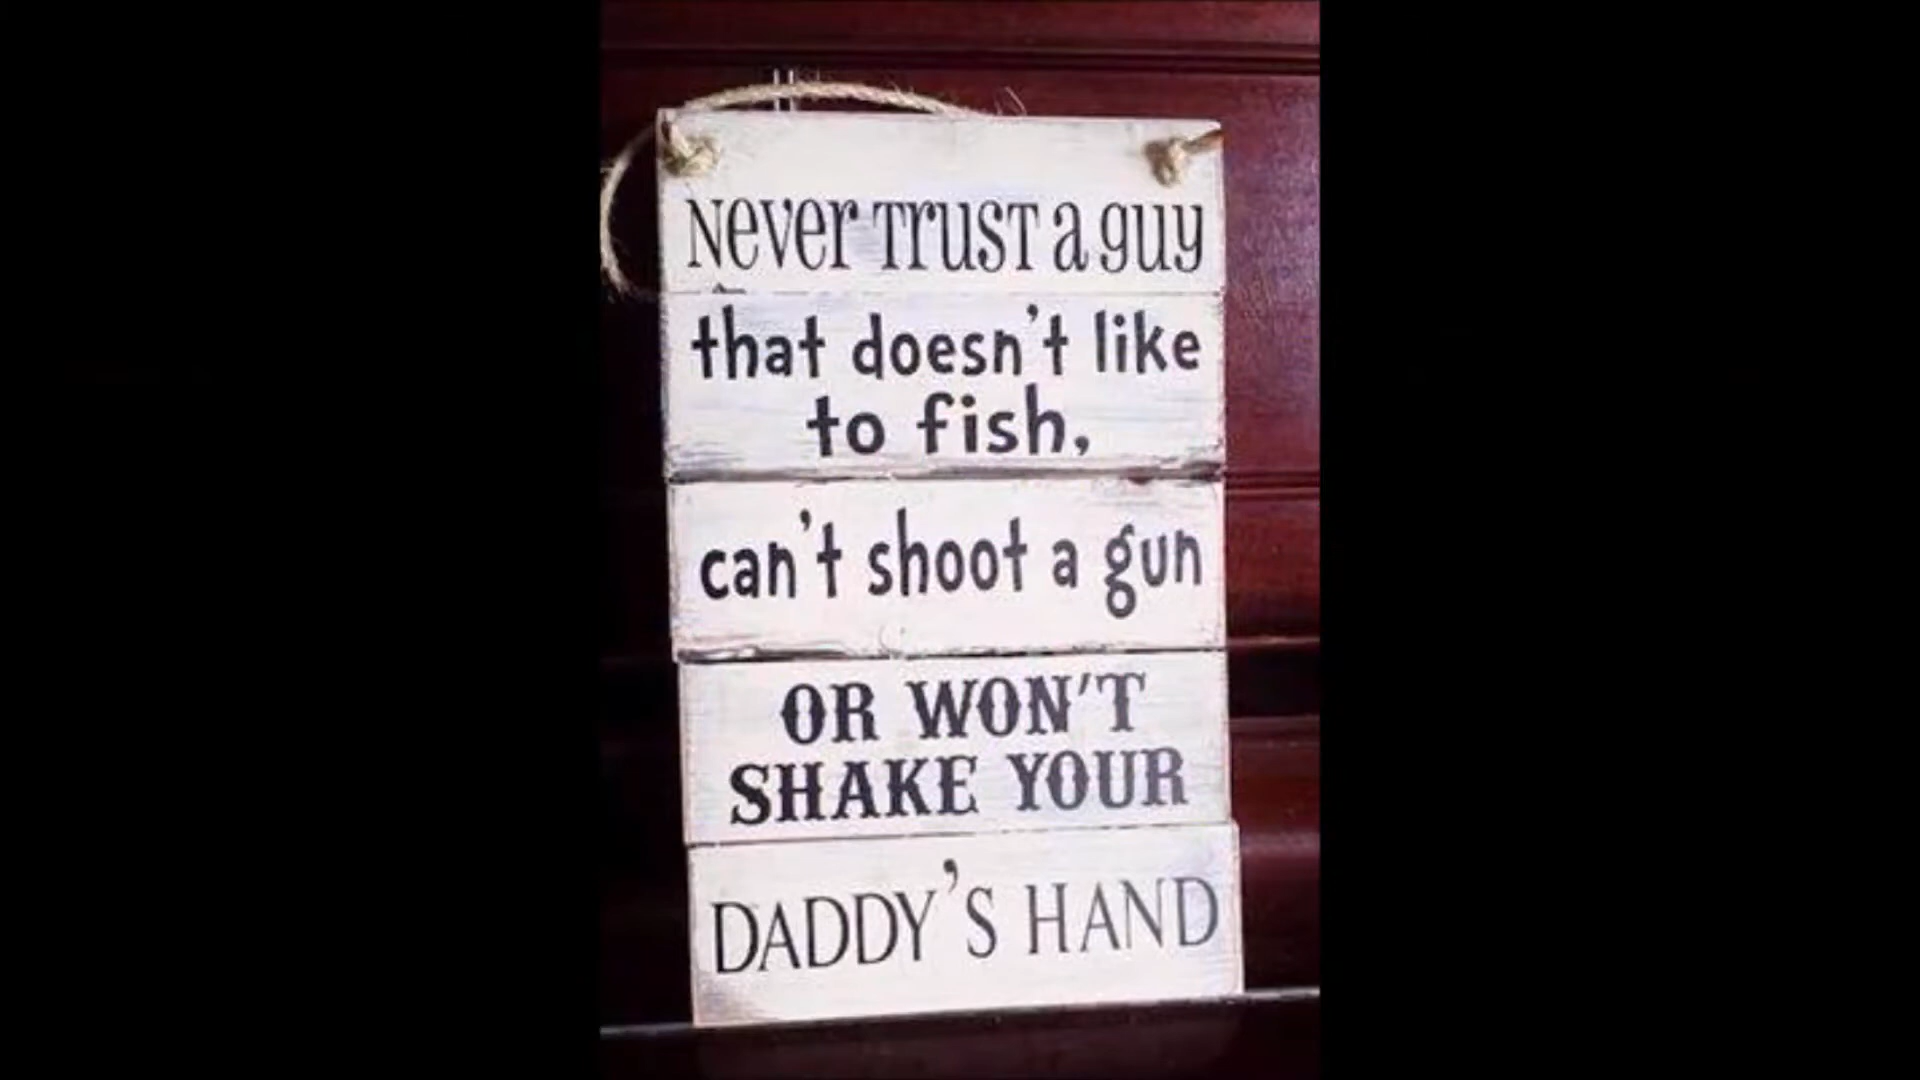 Never Trust a guy
that doesn't like
to fish,
can't shoot a gun
OR WON'T
SHAKE YOUR
DADDY'S HAND